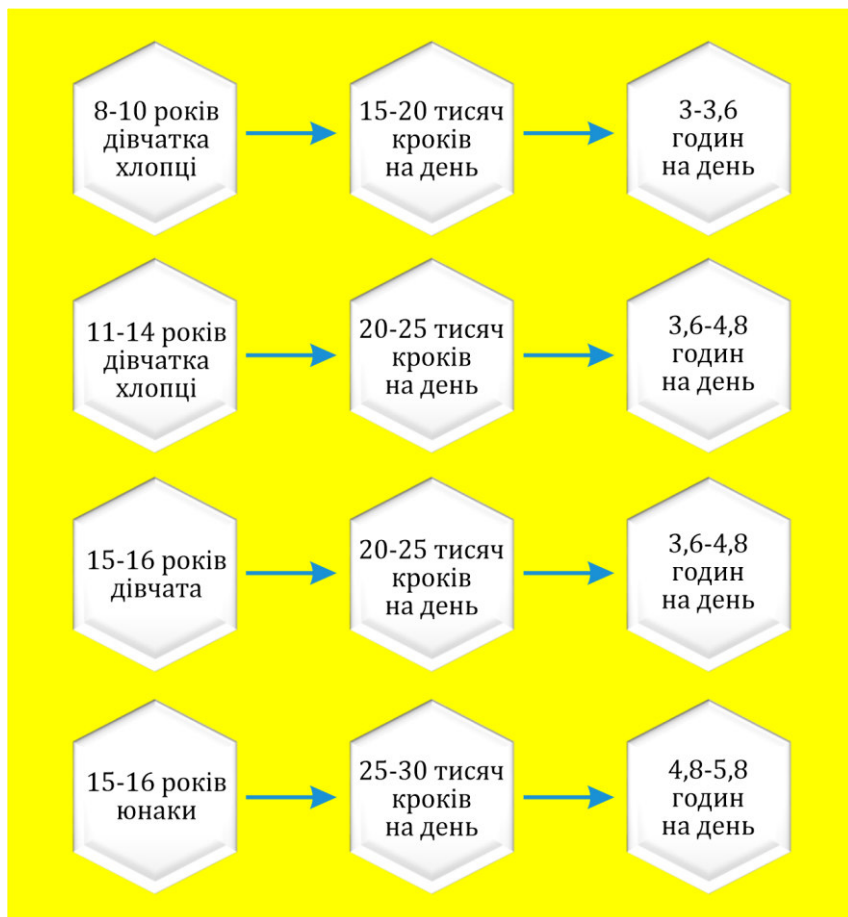 8-10 років
дівчатка
хлопці
15-20 тисяч
кроків
на день
3-3,6
годин
на день
11-14 років
дівчатка
хлопці
20-25 тисяч
кроків
на день
3,6-4,8
годин
на день
15-16 років
дівчата
20-25 тисяч
кроків
на день
3,6-4,8
годин
на день
15-16 років
юнаки
25-30 тисяч
кроків
на день
4,8-5,8
годин
на день